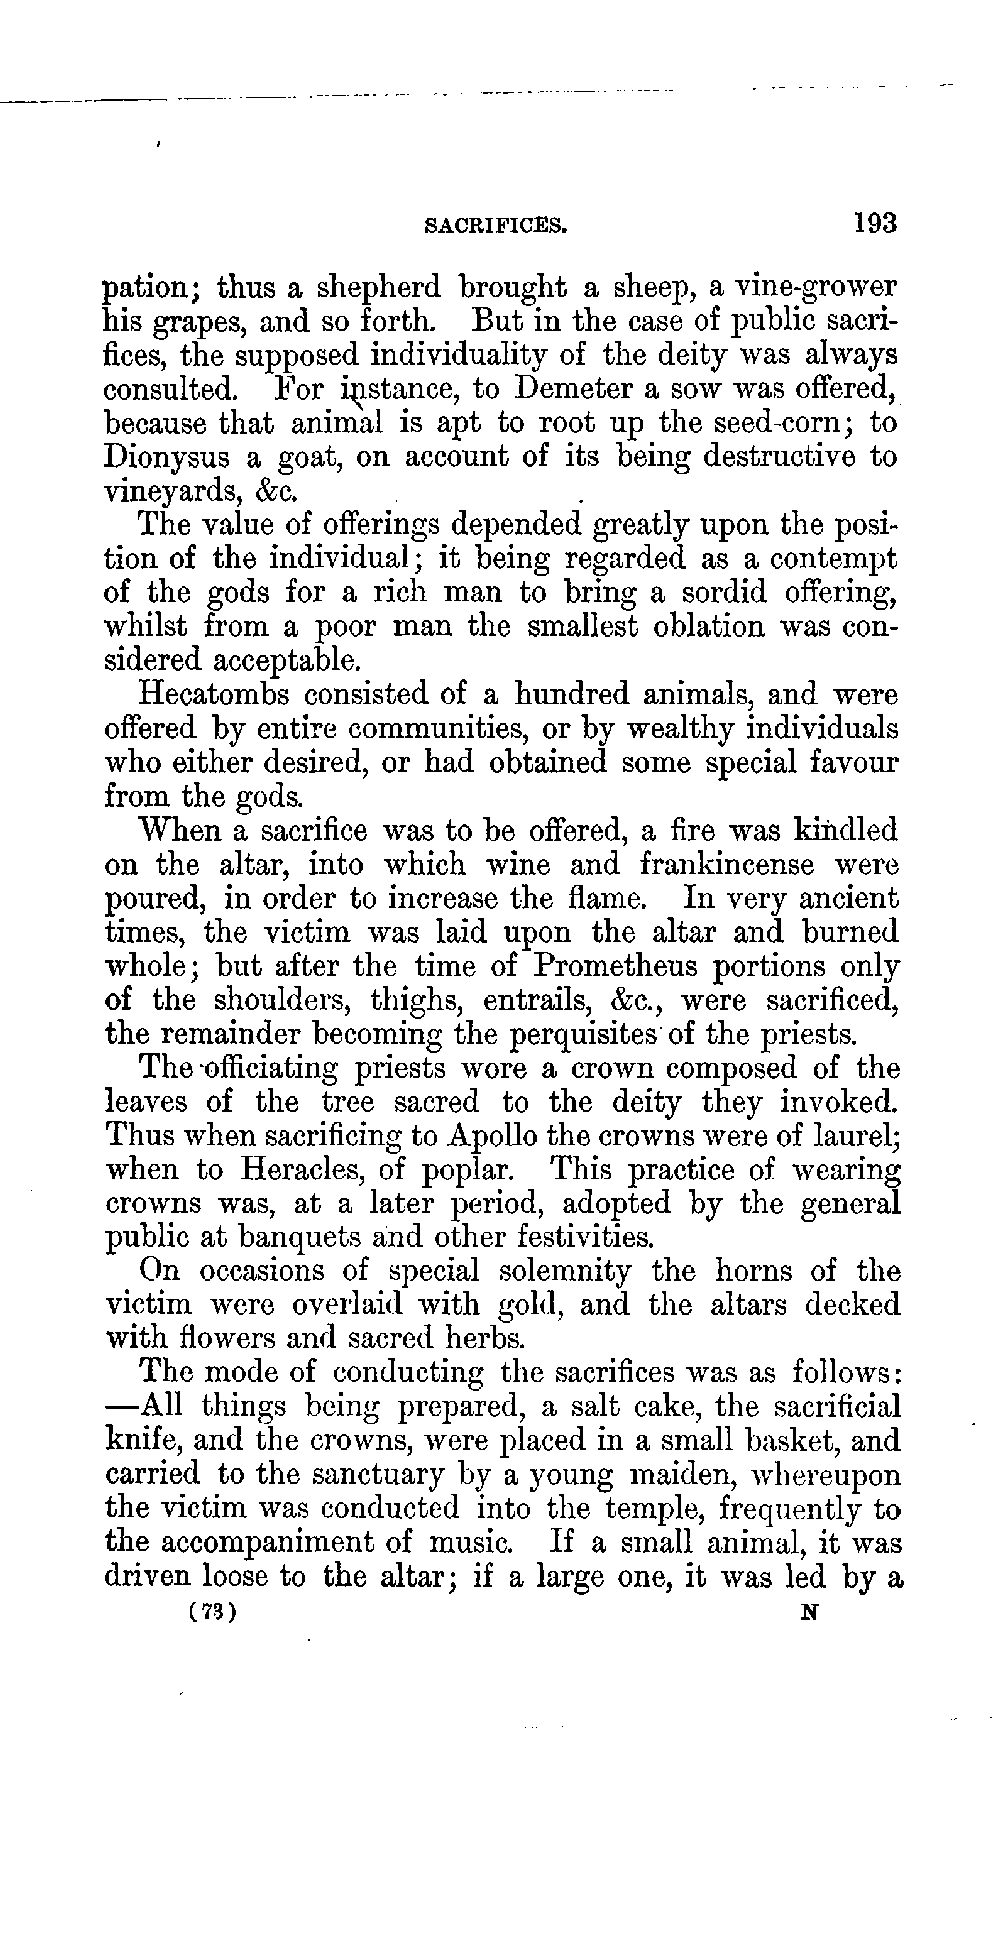 SACRIFICES. 193
pation; thus a shepherd brought a sheep, a vine-grower
his grapes, and so forth. But in the case of public sacri-
fices, the supposed individuality of the deity was always
consulted. For instance, to Demeter a sow was offered,
because that animal is apt to root up the seed-corn; to
Dionysus a goat, on account of its being destructive to
vineyards, &c.
The value of offerings depended greatly upon the posi-
tion of the individual; it being regarded as a contempt
of the gods for a rich man to bring a sordid offering,
whilst from a poor man the smallest oblation was con-
sidered acceptable.
Hecatombs consisted of a hundred animals, and were
offered by entire communities, or by wealthy individuals
who either desired, or had obtained some special favour
from the gods.
When a sacrifice was to be offered, a fire was kindled
on the altar, into which wine and frankincense were
poured, in order to increase the flame. In very ancient
times, the victim was laid upon the altar and burned
whole; but after the time of Prometheus portions only
of the shoulders, thighs, entrails, &c., were sacrificed,
the remainder becoming the perquisites of the priests.
The officiating priests wore a crown composed of the
leaves of the tree sacred to the deity they invoked.
Thus when sacrificing to Apollo the crowns were of laurel;
when to Heracles, of poplar. This practice of wearing
crowns was, at a later period, adopted by the general
public at banquets and other festivities.
On occasions of special solemnity the horns of the
victim were overlaid with gold, and the altars decked
with flowers and sacred herbs.
The mode of conducting the sacrifices was as follows:
—All things being prepared, a salt cake, the sacrificial
knife, and the crowns, were placed in a small basket, and
carried to the sanctuary by a young maiden, whereupon
the victim was conducted into the temple, frequently to
the accompaniment of music. If a small animal, it was
driven loose to the altar; if a large one, it was led by a
(73) N